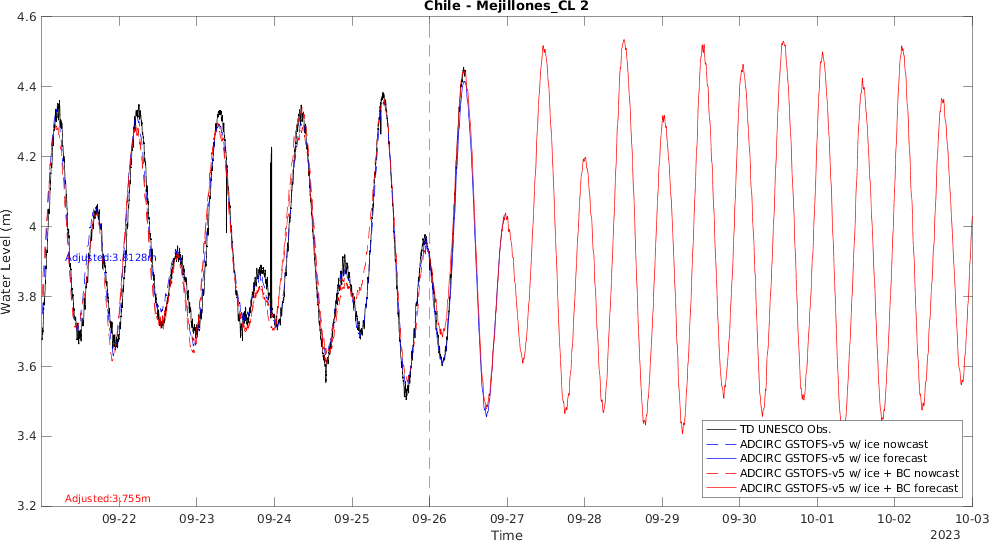 Chile - Mejillones_CL 2
4.6
4.4
4.2
4
3.8
3.6
3.4
3.2
Water Level (m)
Adjusted:3.8128m
Adjusted:3.755m
TD UNESCO Obs.
ADCIRC GSTOFS-v5 w/ ice nowcast
ADCIRC GSTOFS-v5 w/ ice forecast
ADCIRC GSTOFS-v5 w/ ice + BC nowcast
ADCIRC GSTOFS-v5 w/ ice + BC forecast
09-22 09-23 09-24 09-25 09-26 09-27 09-28 09-29 09-30 10-01 10-02 10-03
Time
2023